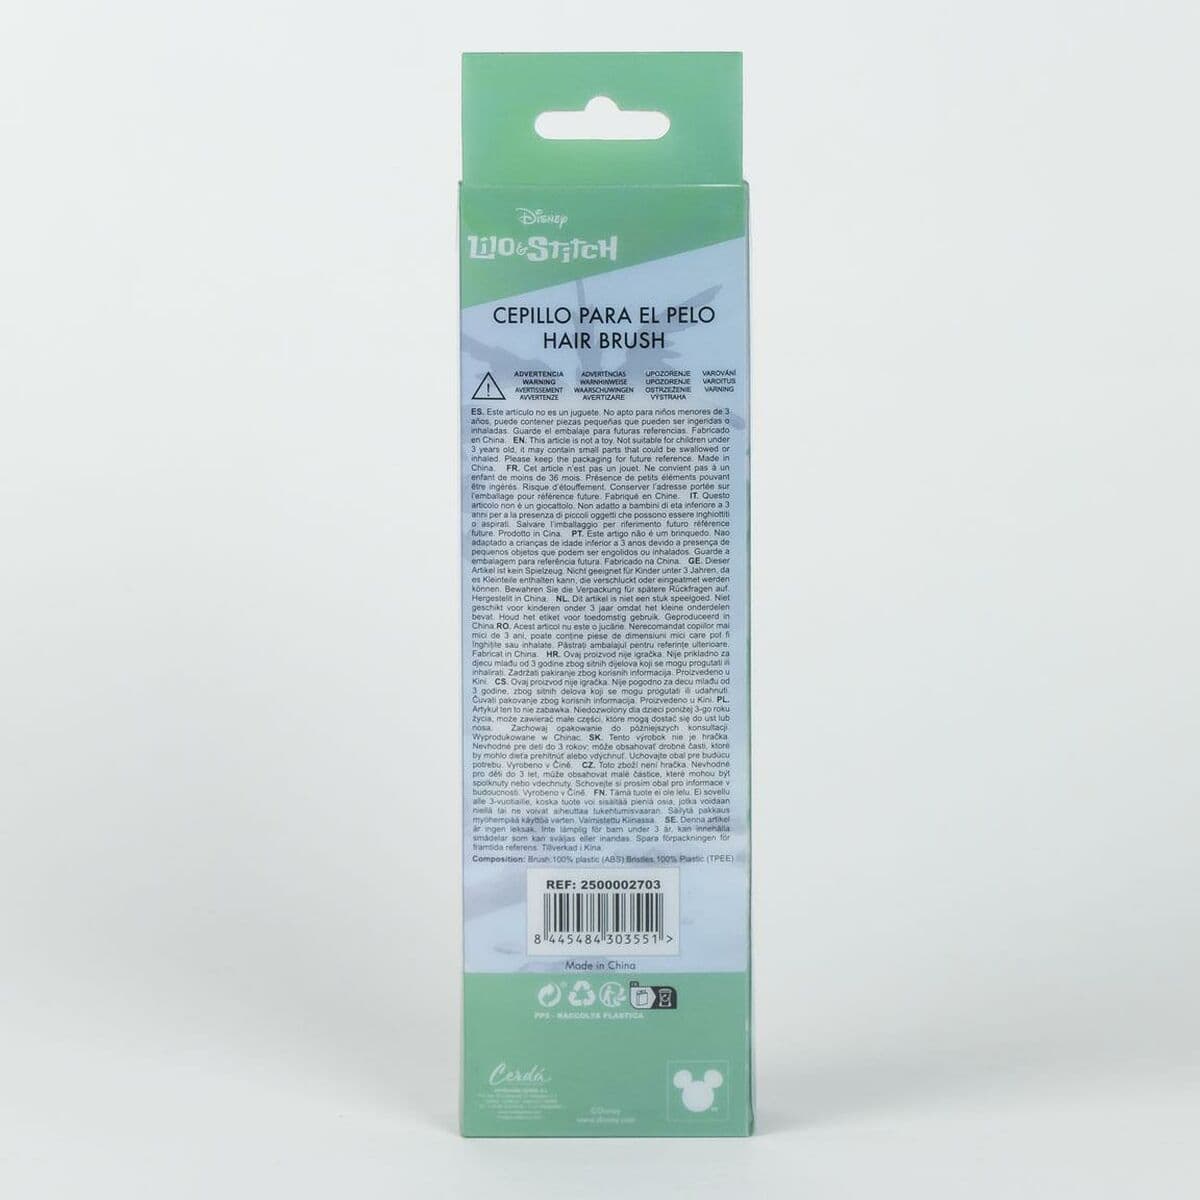 Disney
Lilo & Stitch
CEPILLO PARA EL PELO
HAIR BRUSH
ADVERTENCIA ADVERTÊNCIAS UPOZORENJE VAROVÁNÍ
WARNING WARNHINWEISE UPOZORENJE VAROITUS
AVERTISSEMENT WAARSCHUWINGEN OSTRZEŻENIE VARNING
AVVERTENZE AVERTIZARE VÝSTRAHA
ES. Este artículo no es un juguete. No apto para niños menores de 3
años, puede contener piezas pequeñas que pueden ser ingeridas o
inhaladas. Guarde el embalaje para futuras referencias. Fabricado
en China. EN. This article is not a toy. Not suitable for children under
3 years old, it may contain small parts that could be swallowed or
inhaled. Please keep the packaging for future reference. Made in
China. FR. Cet article n'est pas un jouet. Ne convient pas à un
enfant de moins de 36 mois. Présence de petits éléments pouvant
être ingérés. Risque d'étouffement. Conserver l'adresse portée sur
l'emballage pour référence future. Fabriqué en Chine. IT. Questo
articolo non è un giocattolo. Non adatto a bambini di eta inferiore a 3
anni per a la presenza di piccoli oggetti che possono essere inghiottiti
o aspirati. Salvare l'imballaggio per riferimento futuro référence
future. Prodotto in Cina. PT. Este artigo não é um brinquedo. Nao
adaptado a crianças de idade inferior a 3 anos devido a presença de
pequenos objetos que podem ser engolidos ou inhalados. Guarde a
embalagem para referência futura. Fabricado na China. GE. Dieser
Artikel ist kein Spielzeug. Nicht geeignet für Kinder unter 3 Jahren, da
es Kleinteile enthalten kann, die verschluckt oder eingeatmet werden
können. Bewahren Sie die Verpackung für spätere Rückfragen auf.
Hergestellt in China. NL. Dit artikel is niet een stuk speelgoed. Niet
geschikt voor kinderen onder 3 jaar omdat het kleine onderdelen
bevat. Houd het etiket voor toedomstig gebruik. Geproduceerd in
China.RO. Acest articol nu este o jucărie. Nerecomandat copiilor mai
mici de 3 ani, poate conține piese de dimensiuni mici care pot fi
înghițite sau inhalate. Păstrați ambalajul pentru referințe ulterioare.
Fabricat in China. HR. Ovaj proizvod nije igračka. Nije prikladno za
djecu mlađu od 3 godine zbog sitnih dijelova koji se mogu progutati ili
inhalirati. Zadržati pakiranje zbog korisnih informacija. Proizvedeno u
Kini. CS. Ovaj proizvod nije igračka. Nije pogodno za decu mlađu od
3 godine, zbog sitnih delova koji se mogu progutati ili udahnuti.
Čuvati pakovanje zbog korisnih informacija. Proizvedeno u Kini. PL.
Artykuł ten to nie zabawka. Niedozwolony dla dzieci poniżej 3-go roku
życia, może zawierać małe części, które mogą dostać się do ust lub
nosa. Zachowaj opakowanie do późniejszych konsultacji.
Wyprodukowane w Chinac. SK. Tento výrobok nie je hračka.
Nevhodné pre deti do 3 rokov; môže obsahovať drobné časti, ktoré
by mohlo dieťa prehltnúť alebo vdýchnuť. Uchovajte obal pre budúcu
potrebu. Vyrobeno v Čině. CZ. Toto zboží není hračka. Nevhodné
pro děti do 3 let, může obsahovat malé částice, které mohou být
spolknuty nebo vdechnuty. Schovejte si prosím obal pro informace v
budoucnosti. Vyrobeno v Číně. FN. Tämä tuote ei ole lelu. Ei sovellu
alle 3-vuotiaille, koska tuote voi sisältää pieniä osia, jotka voidaan
niellä tai ne voivat aiheuttaa tukehtumisvaaran. Säilytä pakkaus
myöhempää käyttöä varten. Valmistettu Kiinassa. SE. Denna artikel
är ingen leksak. Inte lämplig för barn under 3 år, kan innehålla
smådelar som kan sväljas eller inandas. Spara förpackningen för
framtida referens. Tillverkad i Kina.
Composition: Brush:100% plastic (ABS) Bristles:100% Plastic (TPEE)
REF: 2500002703
8 445484 303551 >
Made in China
PP5 - RACCOLTA PLASTICA
Cerdá
©Disney
www.disney.com